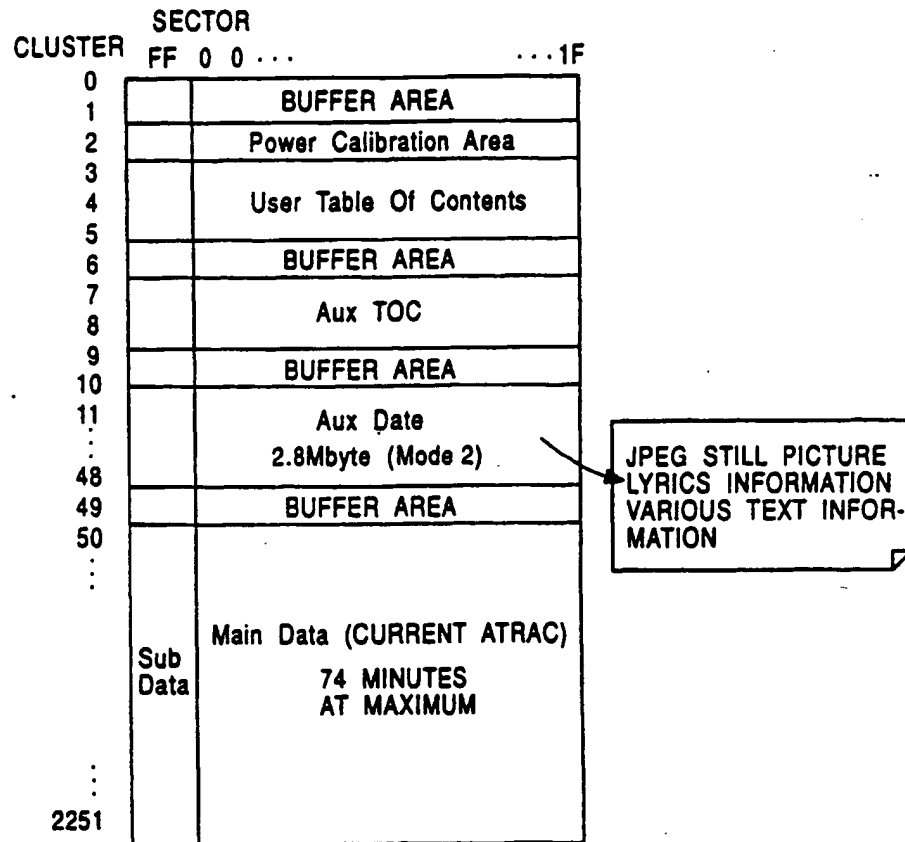 SECTOR
CLUSTER FF 0 0 ··· ···1F
0
1 BUFFER AREA
2 Power Calibration Area
3
4 User Table Of Contents
5
6 BUFFER AREA
7
8 Aux TOC
9
10 BUFFER AREA
11 Aux Date
2.8Mbyte (Mode 2)
48
49 BUFFER AREA
50
JPEG STILL PICTURE
LYRICS INFORMATION
VARIOUS TEXT INFOR-
MATION
Sub
Data
Main Data (CURRENT ATRAC)
74 MINUTES
AT MAXIMUM
2251